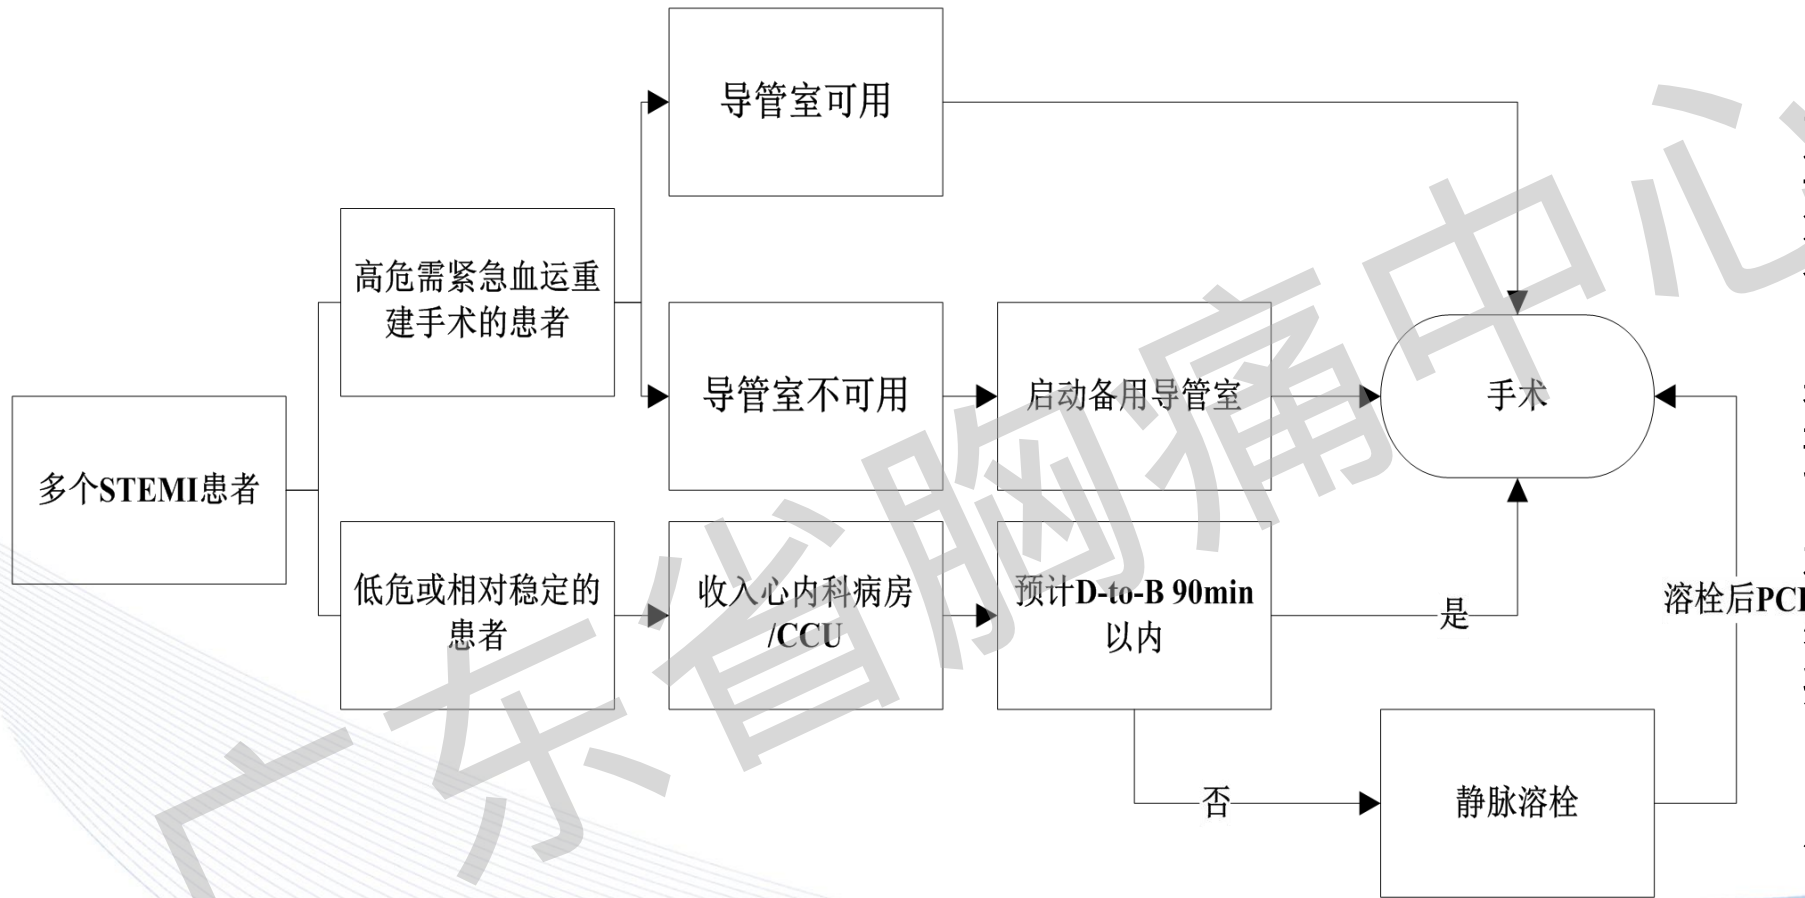 导管室可用
高危需紧急血运重
建手术的患者
导管室不可用
启动备用导管室
手术
多个STEMI患者
低危或相对稳定的
患者
收入心内科病房
/CCU
预计D-to-B 90min
以内
是
溶栓后PCI
否
静脉溶栓
广东省胸痛中心